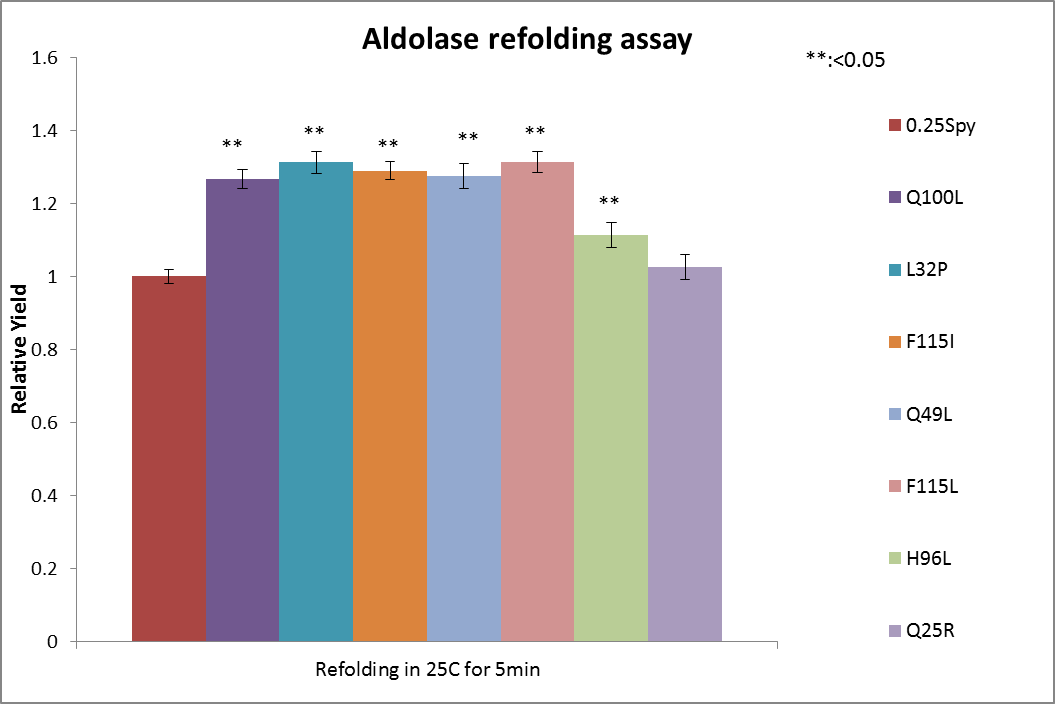 Aldolase refolding assay
**:<0.05
Relative Yield
1.6
1.4
1.2
1
0.8
0.6
0.4
0.2
0
**
**
**
**
**
**
Refolding in 25C for 5min
0.25Spy
Q100L
L32P
F115I
Q49L
F115L
H96L
Q25R